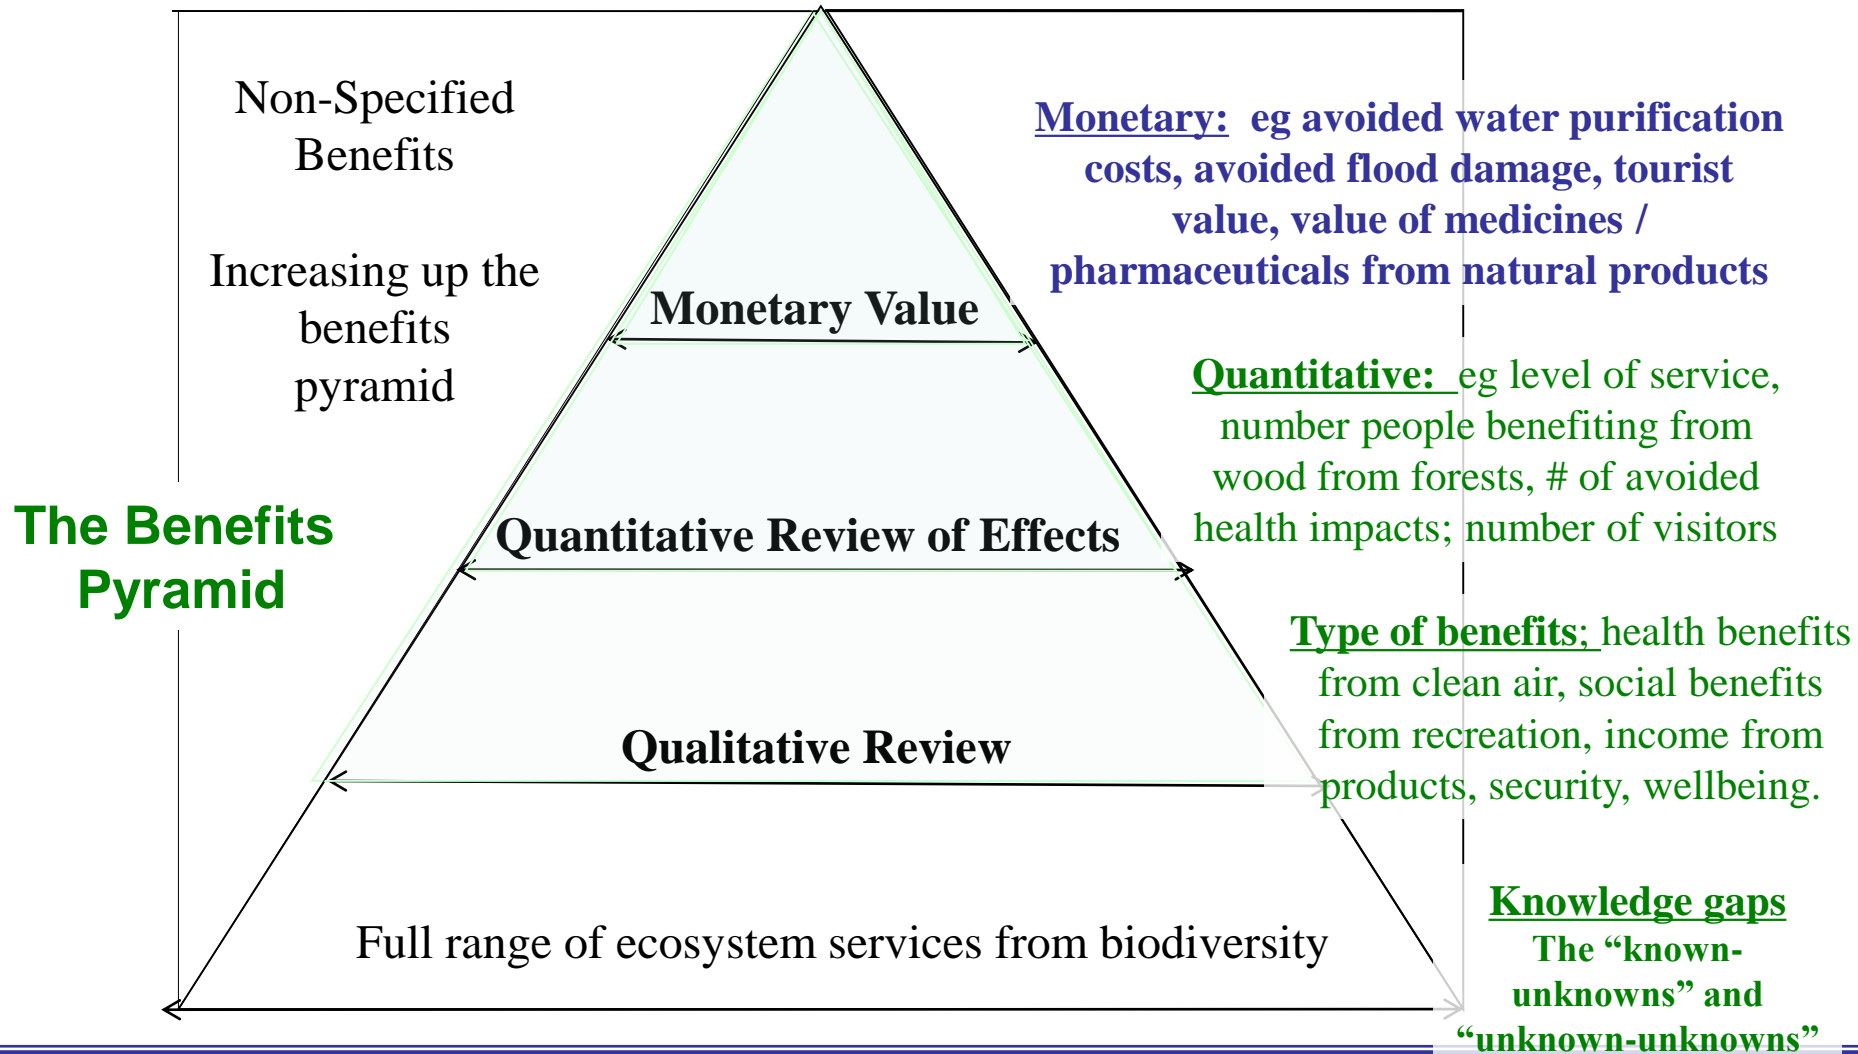 Non-Specified
Benefits
Increasing up the
benefits
pyramid
The Benefits
Pyramid
Monetary Value
Quantitative Review of Effects
Qualitative Review
Full range of ecosystem services from biodiversity
Monetary:  eg avoided water purification
costs, avoided flood damage, tourist
value, value of medicines /
pharmaceuticals from natural products
Quantitative:  eg level of service,
number people benefiting from
wood from forests, # of avoided
health impacts; number of visitors
Type of benefits; health benefits
from clean air, social benefits
from recreation, income from
products, security, wellbeing.
Knowledge gaps
The “known-
unknowns” and
“unknown-unknowns”